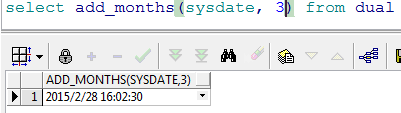 select add_months(sysdate, 3) from dual
ADD_MONTHS(SYSDATE,3)
1 2015/2/28 16:02:30